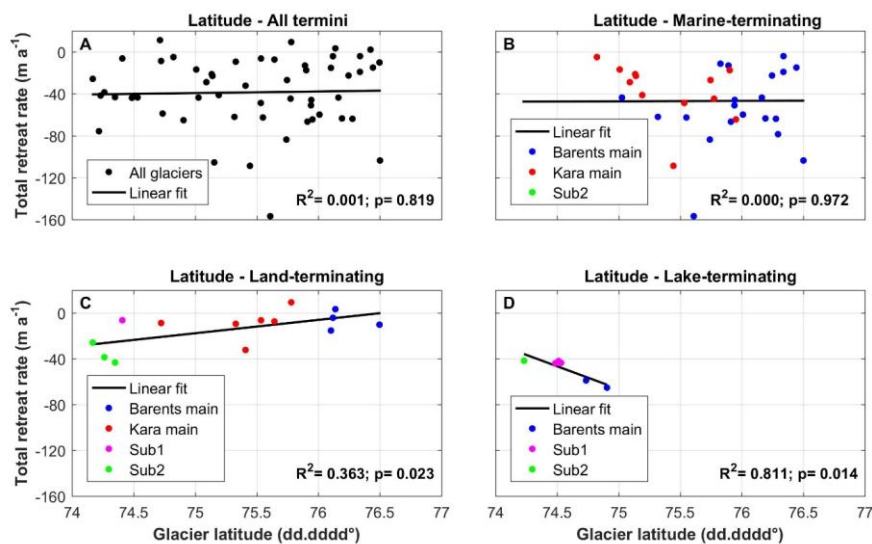 Latitude - All termini
A
Total retreat rate (m a⁻¹)
0
-40
-80
-120
-160
All glaciers
Linear fit
R²= 0.001; p= 0.819
Latitude - Marine-terminating
B
Linear fit
Barents main
Kara main
Sub2
R²= 0.000; p= 0.972
Latitude - Land-terminating
C
Total retreat rate (m a⁻¹)
0
-40
-80
-120
-160
Linear fit
Barents main
Kara main
Sub1
Sub2
R²= 0.363; p= 0.023
74 74.5 75 75.5 76 76.5 77
Glacier latitude (dd.dddd°)
Latitude - Lake-terminating
D
Linear fit
Barents main
Sub1
Sub2
R²= 0.811; p= 0.014
74 74.5 75 75.5 76 76.5 77
Glacier latitude (dd.dddd°)